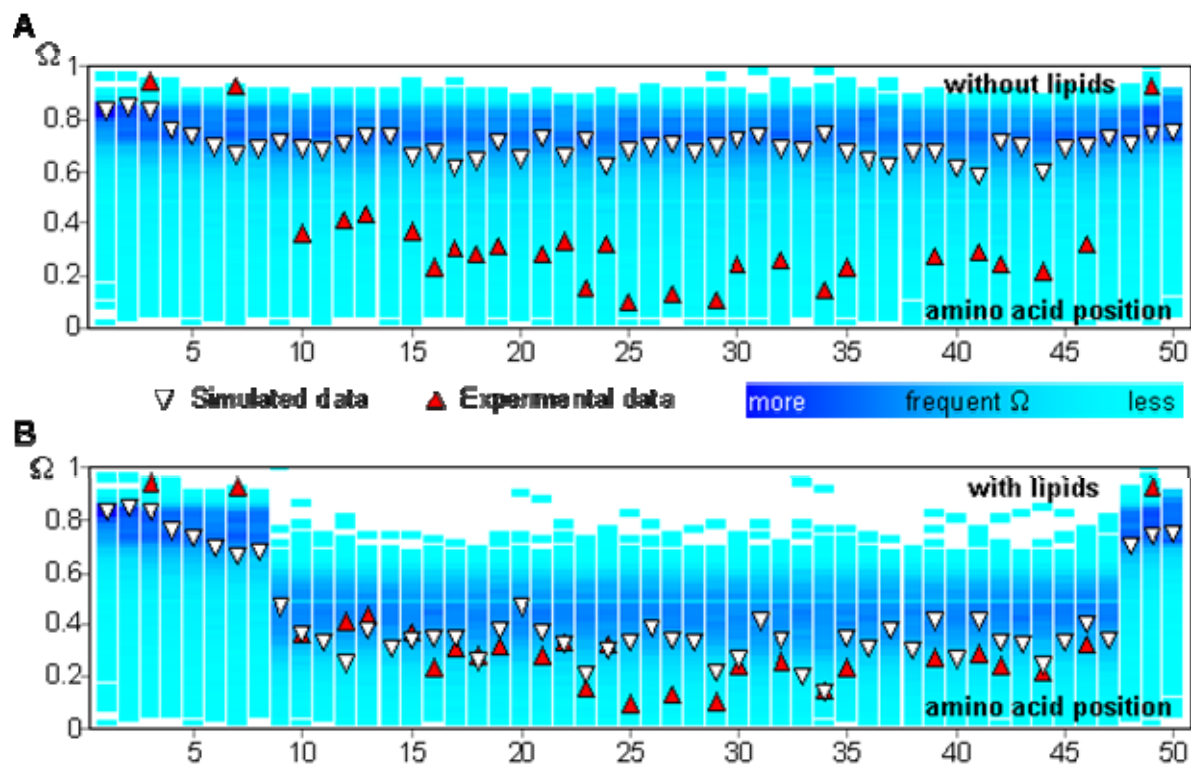 A
Ω
1
without lipids
0.8
0.6
0.4
0.2
amino acid position
0
5 10 15 20 25 30 35 40 45 50
Simulated data Expermental data more frequent Ω less
B
Ω
1
with lipids
0.8
0.6
0.4
0.2
amino acid position
0
5 10 15 20 25 30 35 40 45 50